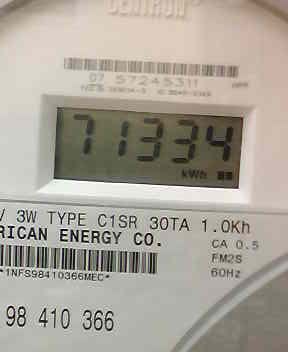 CENTRON®
07 57245311
71334
kWh
V 3W TYPE C1SR 30TA 1.0Kh
RICAN ENERGY CO.
CA 0.5
FM2S
60Hz
*1NFS98410366MEC*
98 410 366